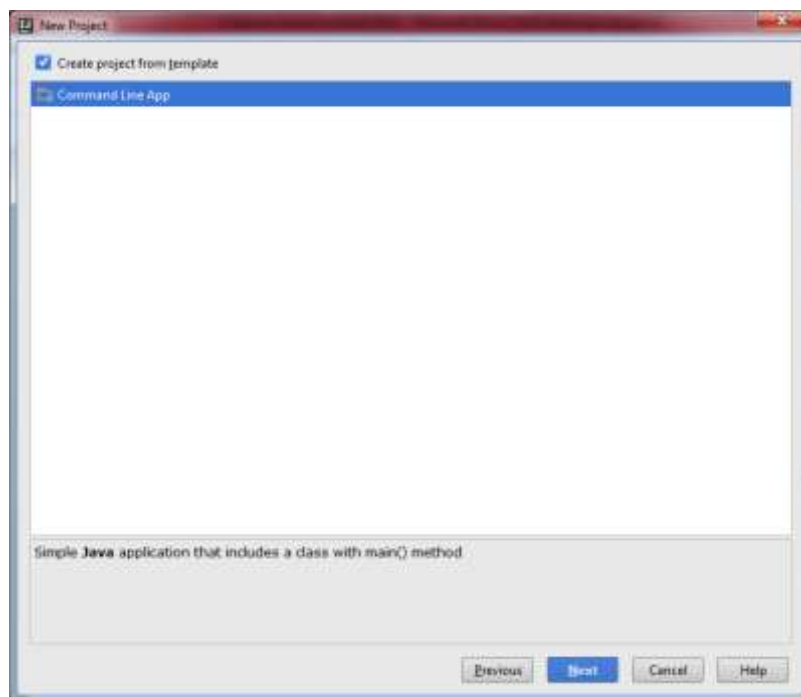 New Project
Create project from template
Command Line App
Simple Java application that includes a class with main() method
Previous Next Cancel Help